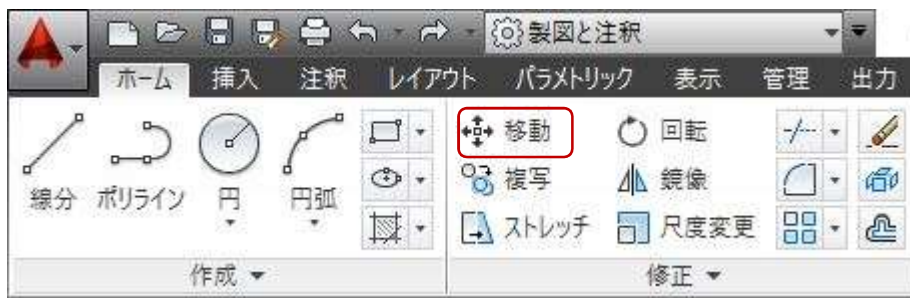 製図と注釈
ホーム 挿入 注釈 レイアウト パラメトリック 表示 管理 出力
線分 ポリライン 円 円弧
移動 回転
複写 鏡像
ストレッチ 尺度変更
作成 修正